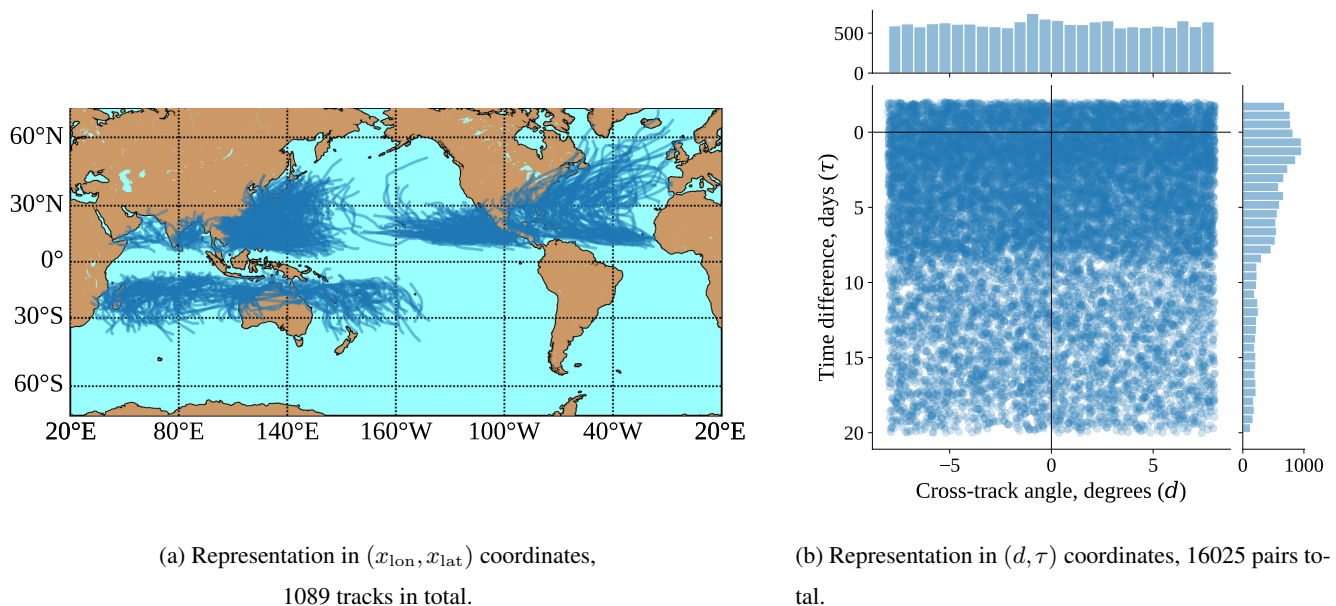 60°N
30°N
0°
30°S
60°S
20°E 80°E 140°E 160°W 100°W 40°W 20°E
500
0
0
5
10
15
20
Time difference, days (τ)
−5 0 5
0 1000
Cross-track angle, degrees (d)
(a) Representation in (x_lon, x_lat) coordinates,
1089 tracks in total.
(b) Representation in (d, τ) coordinates, 16025 pairs to-
tal.